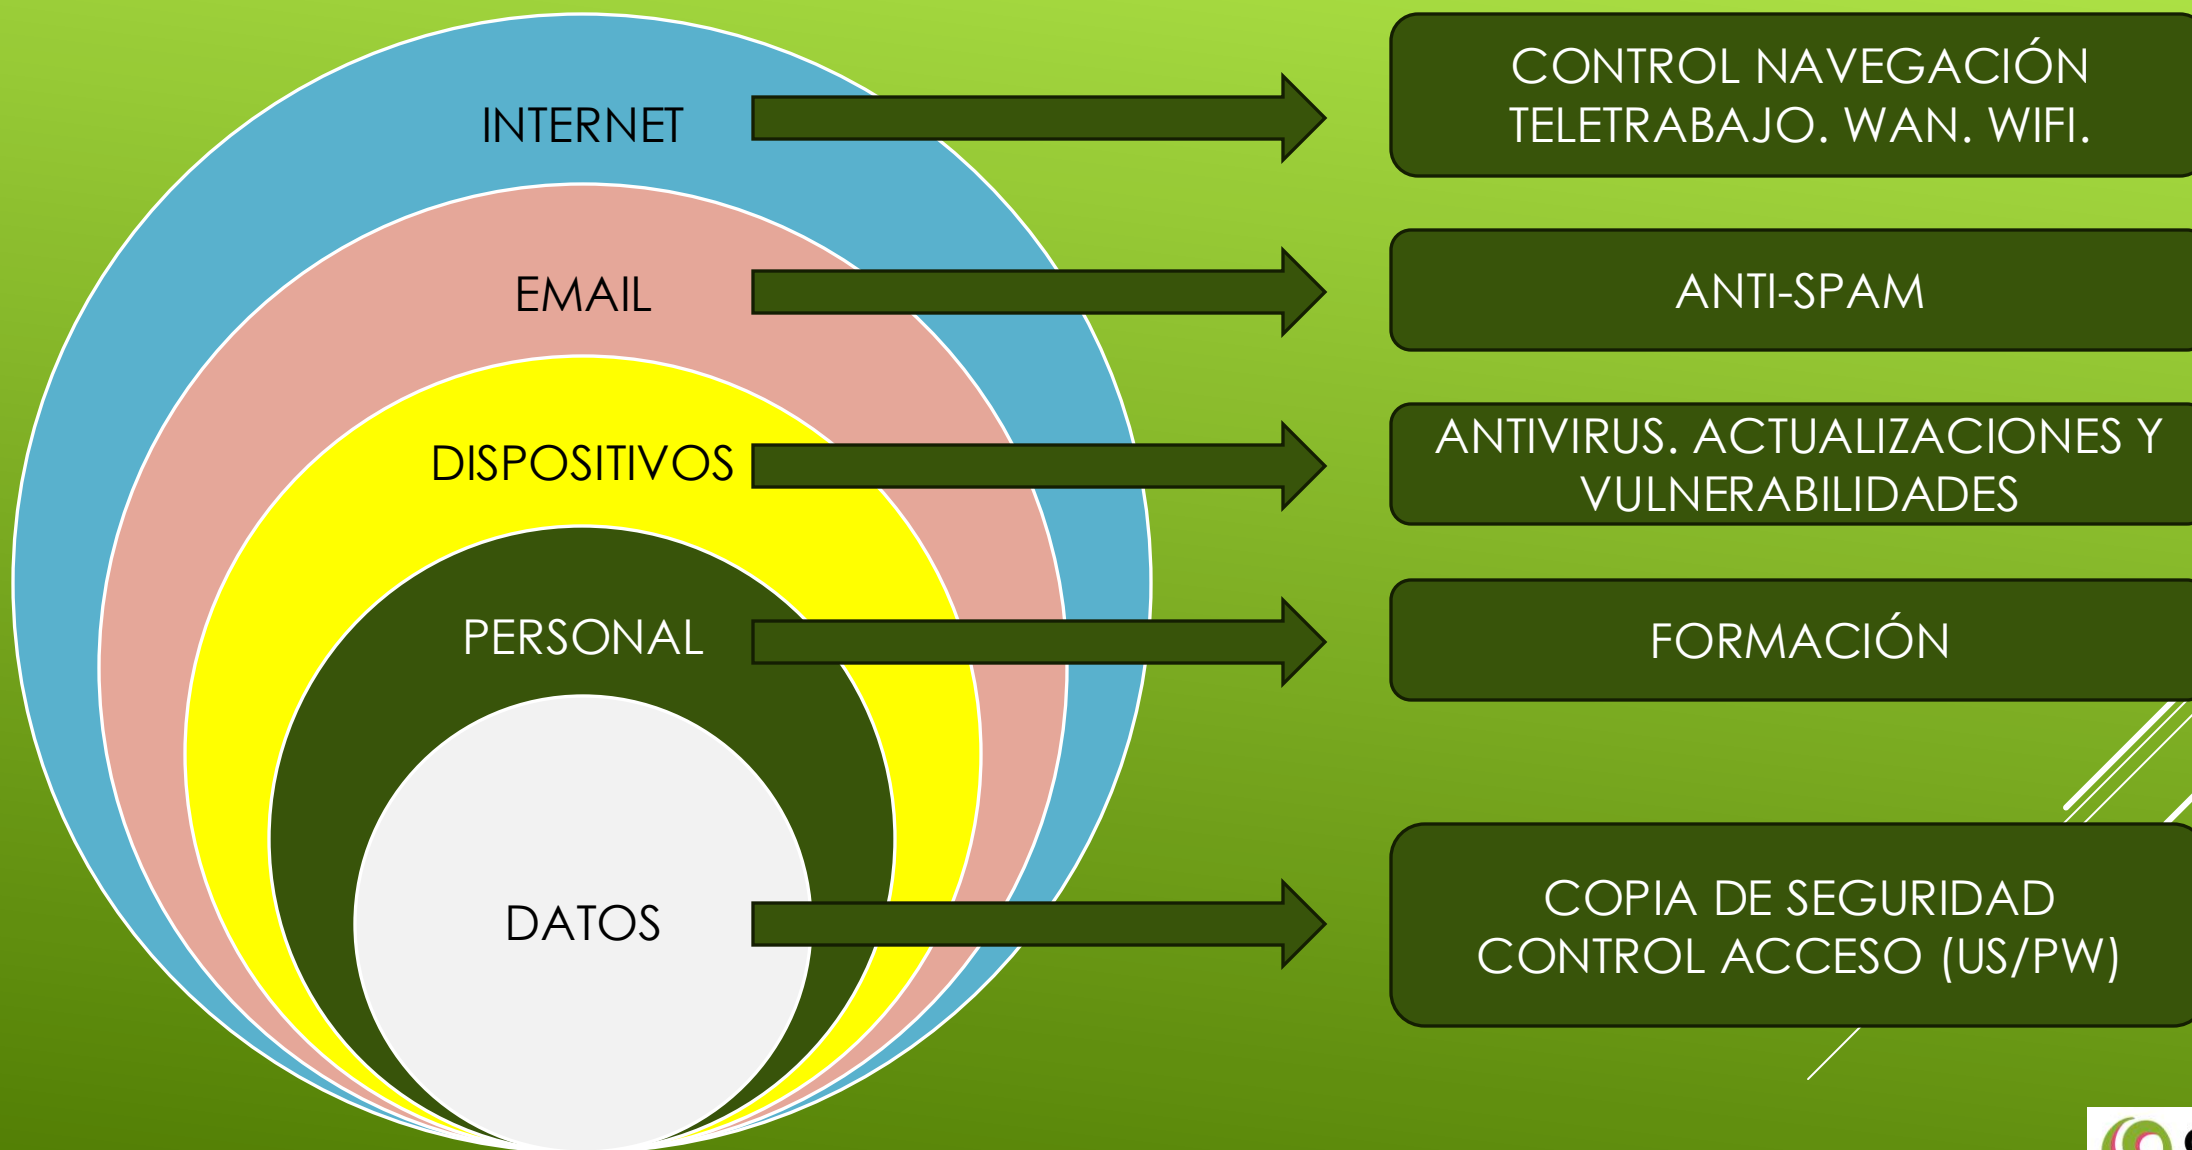 INTERNET
CONTROL NAVEGACIÓN
TELETRABAJO. WAN. WIFI.
EMAIL
ANTI-SPAM
DISPOSITIVOS
ANTIVIRUS. ACTUALIZACIONES Y
VULNERABILIDADES
PERSONAL
FORMACIÓN
DATOS
COPIA DE SEGURIDAD
CONTROL ACCESO (US/PW)